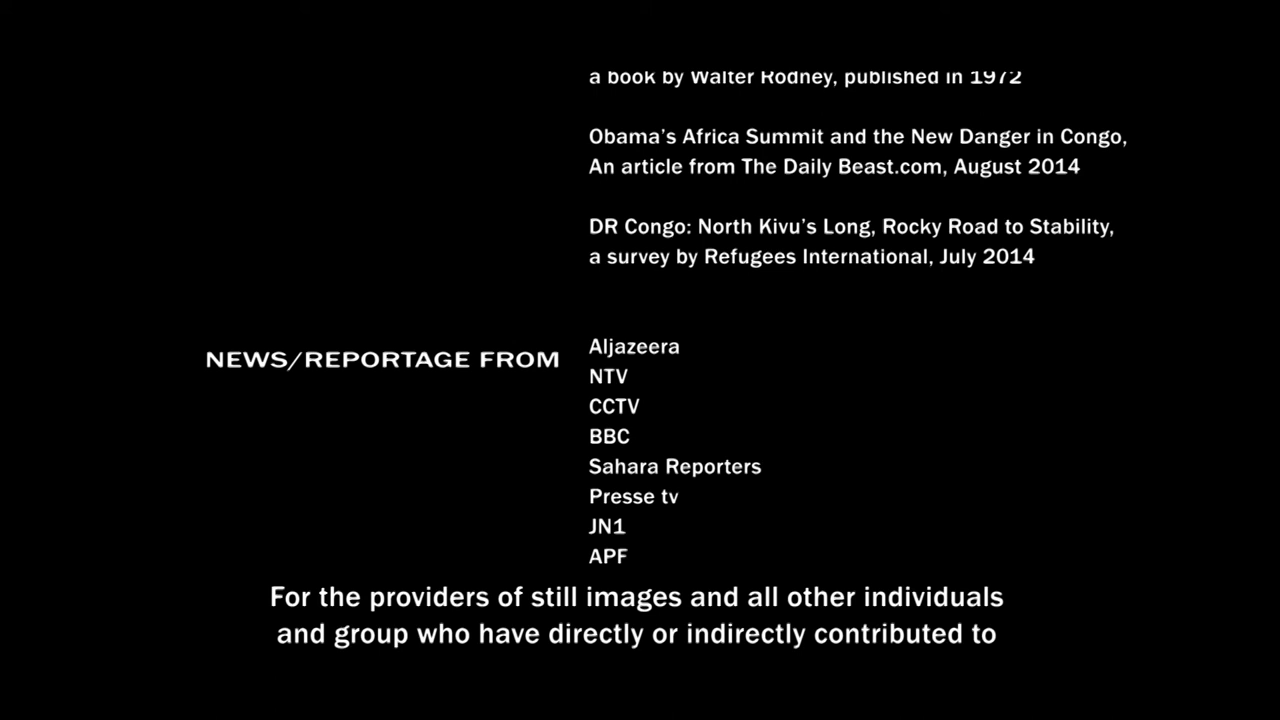 a book by Walter Rodney, published in 1972
Obama's Africa Summit and the New Danger in Congo,
An article from The Daily Beast.com, August 2014
DR Congo: North Kivu's Long, Rocky Road to Stability,
a survey by Refugees International, July 2014
NEWS/REPORTAGE FROM
Aljazeera
NTV
CCTV
BBC
Sahara Reporters
Presse tv
JN1
APF
For the providers of still images and all other individuals
and group who have directly or indirectly contributed to